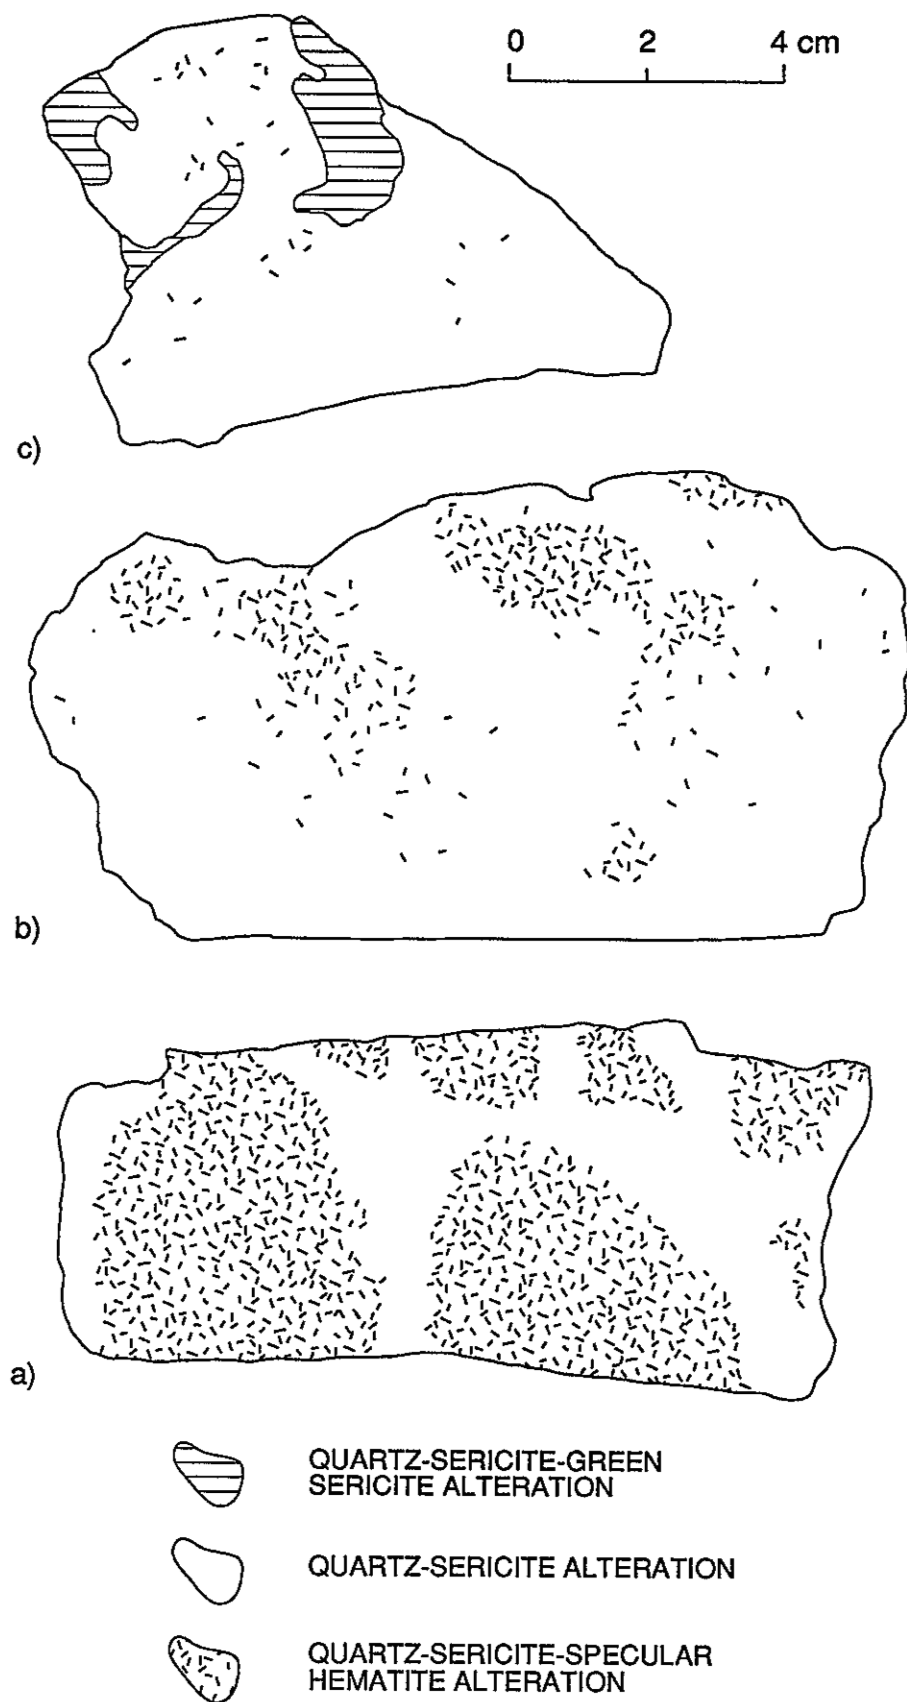 0 2 4 cm
c)
b)
a)
QUARTZ-SERICITE-GREEN
SERICITE ALTERATION
QUARTZ-SERICITE ALTERATION
QUARTZ-SERICITE-SPECULAR
HEMATITE ALTERATION